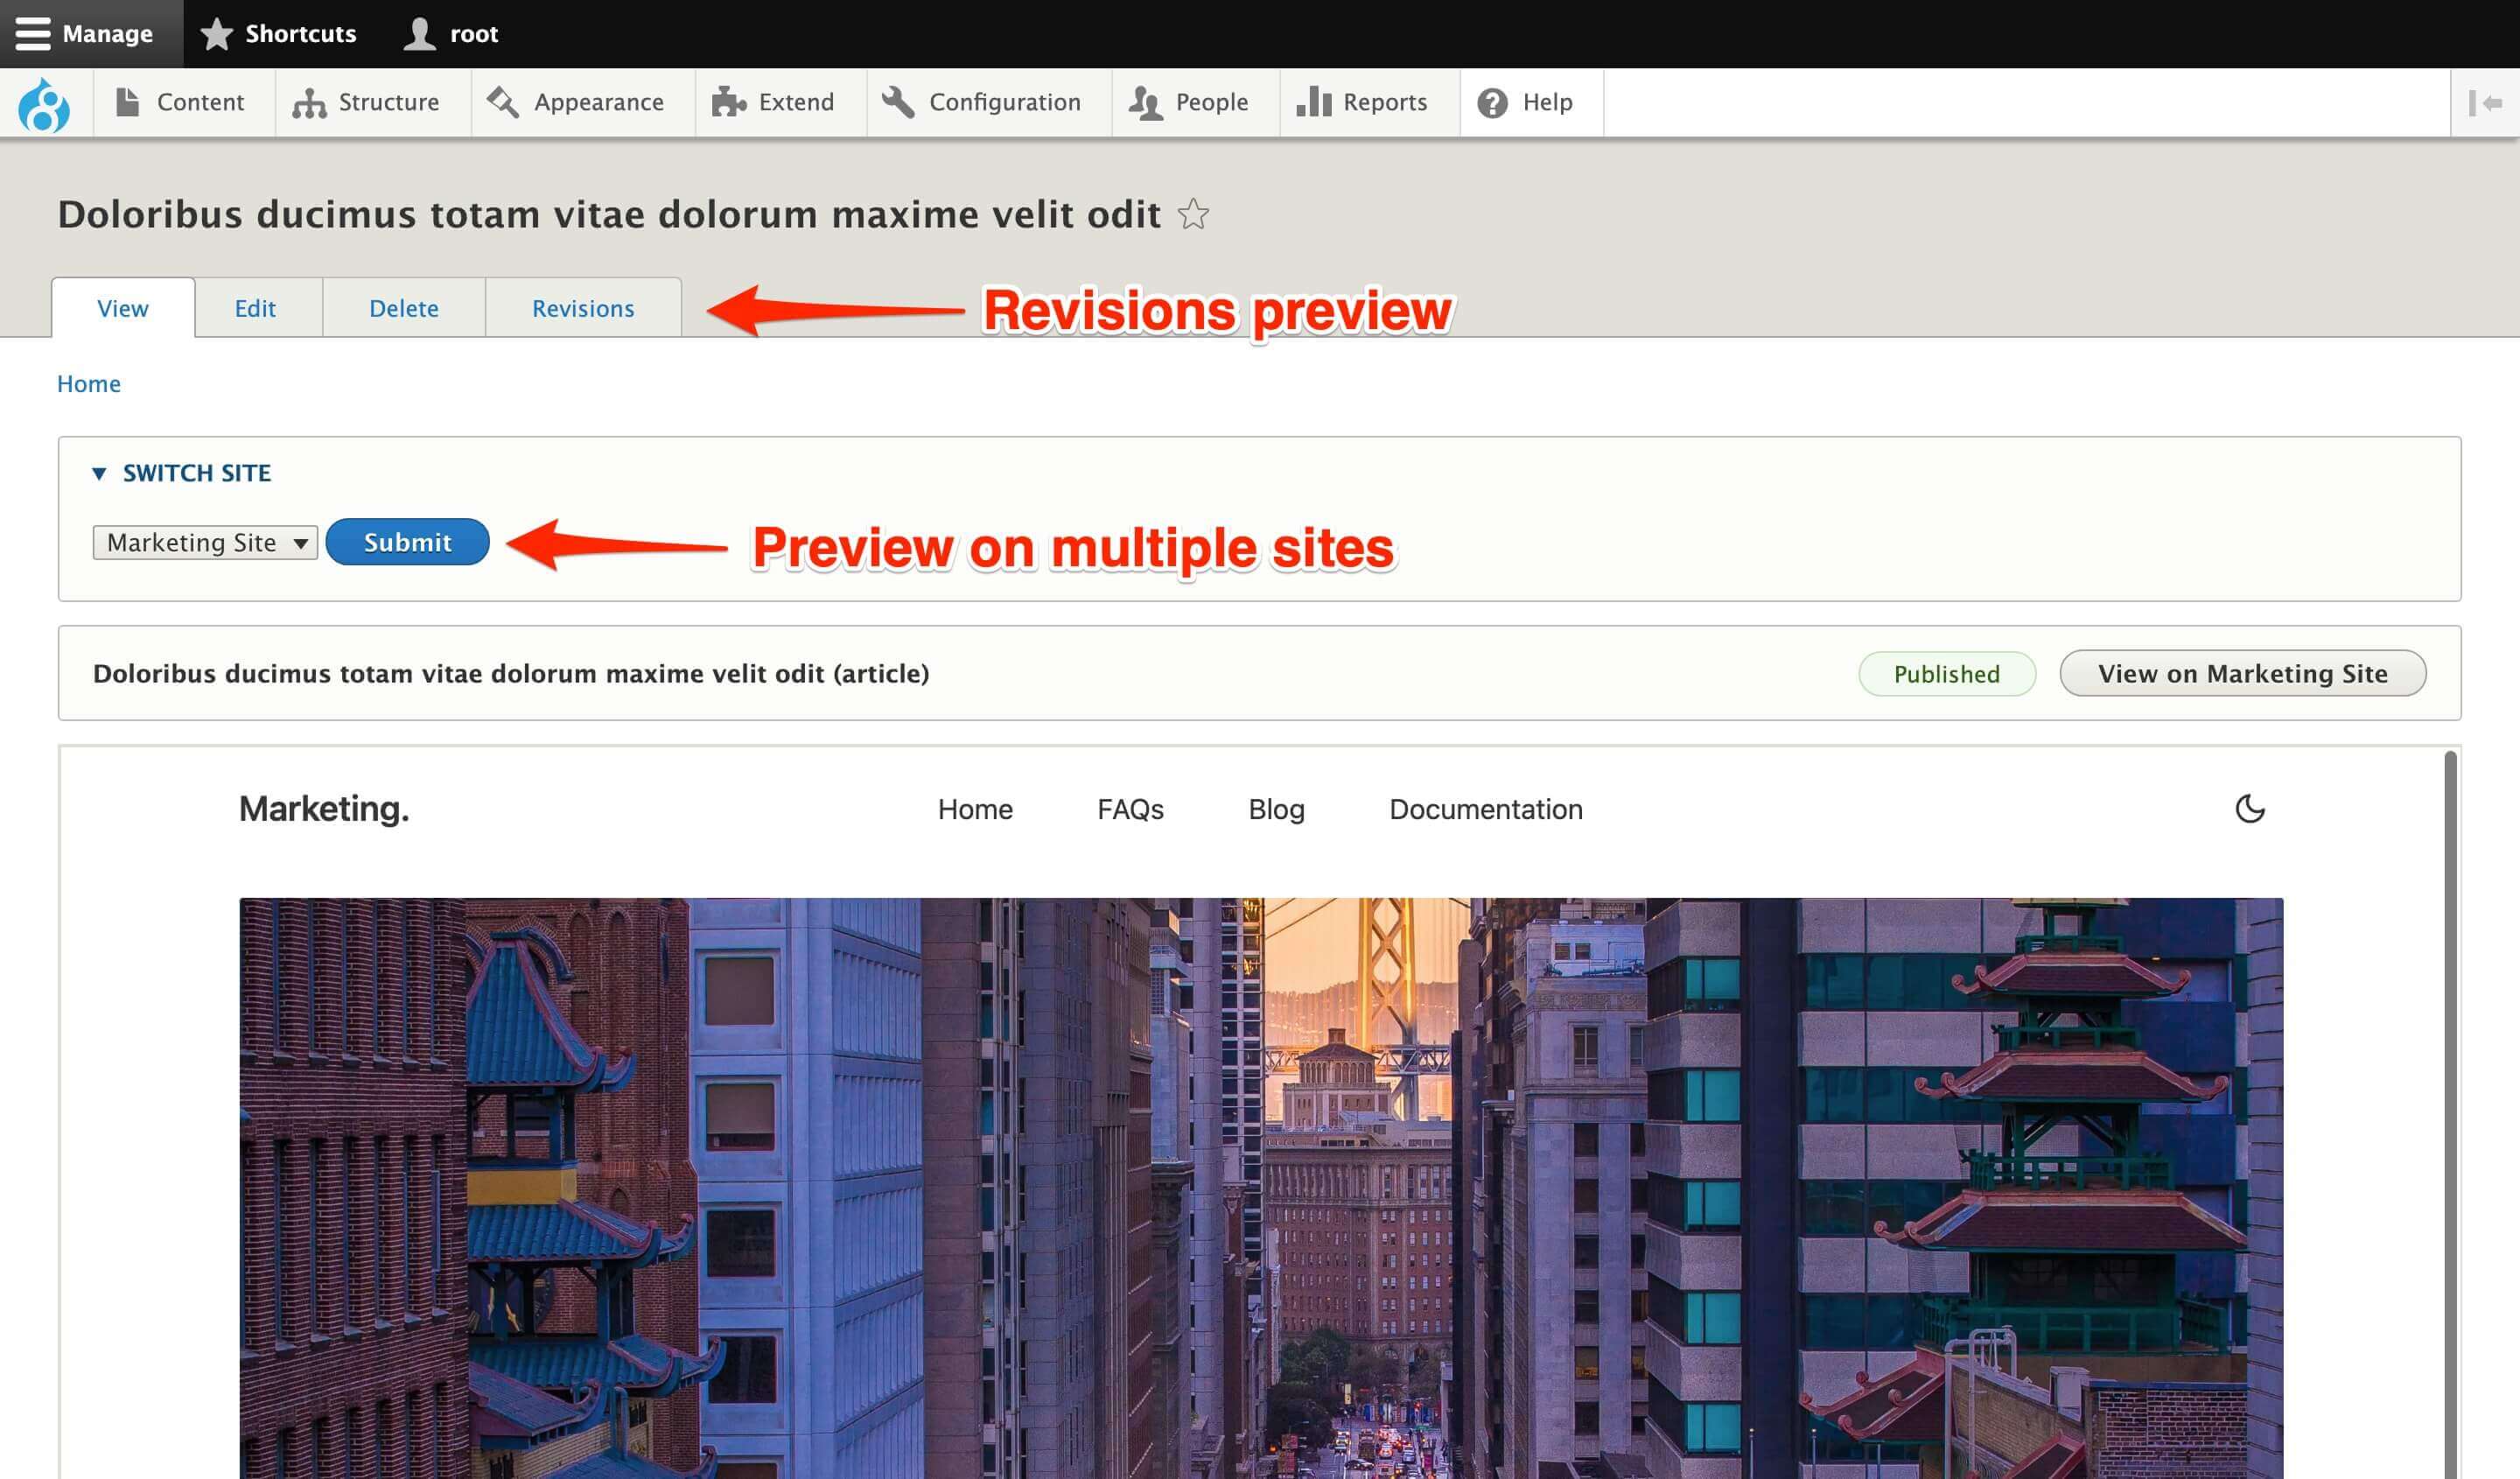 Manage Shortcuts root
Content Structure Appearance Extend Configuration People Reports Help
Doloribus ducimus totam vitae dolorum maxime velit odit
View Edit Delete Revisions Revisions preview
Home
SWITCH SITE
Marketing Site Submit Preview on multiple sites
Doloribus ducimus totam vitae dolorum maxime velit odit (article) Published View on Marketing Site
Marketing. Home FAQs Blog Documentation